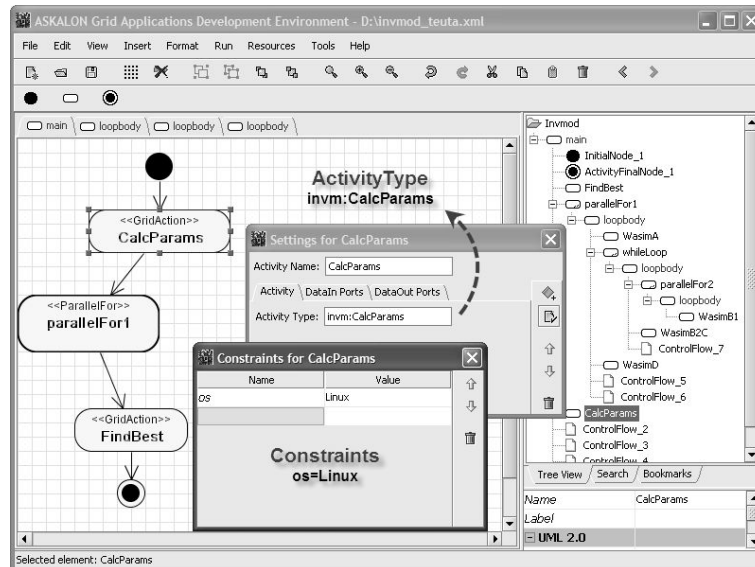 ASKALON Grid Applications Development Environment - D:\invmod_teuta.xml
File Edit View Insert Format Run Resources Tools Help
main loopbody loopbody loopbody
<<GridAction>>
CalcParams
<<ParallelFor>>
parallelFor1
<<GridAction>>
FindBest
ActivityType
invm:CalcParams
Settings for CalcParams
Activity Name: CalcParams
Activity DataIn Ports DataOut Ports
Activity Type: invm:CalcParams
Constraints for CalcParams
Name Value
os Linux
Constraints
os=Linux
Invmod
main
InitialNode_1
ActivityFinalNode_1
FindBest
parallelFor1
loopbody
WasimA
whileLoop
loopbody
parallelFor2
loopbody
WasimB1
WasimB2C
ControlFlow_7
WasimD
ControlFlow_5
ControlFlow_6
CalcParams
ControlFlow_2
ControlFlow_3
ControlFlow_4
Tree View Search Bookmarks
Name CalcParams
Label
UML 2.0
Selected element: CalcParams